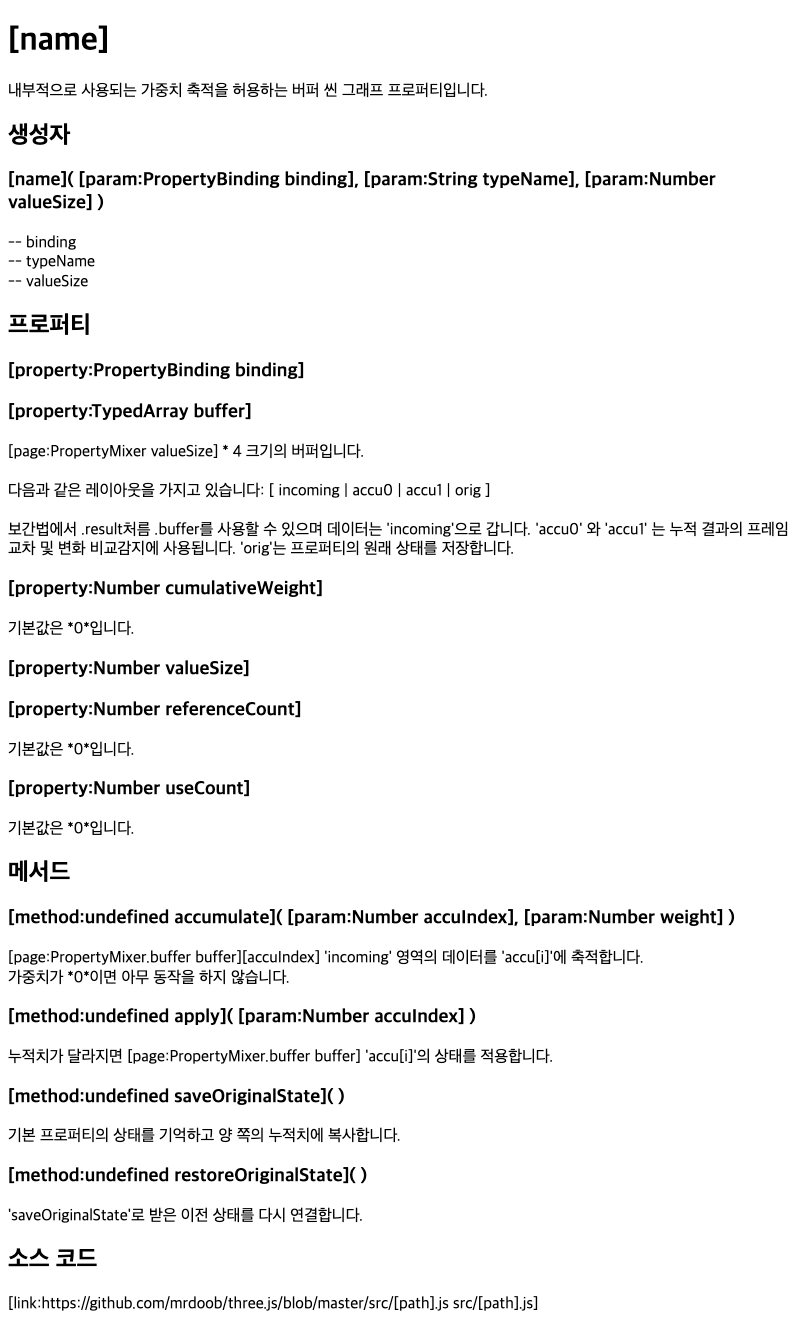 [name]
내부적으로 사용되는 가중치 축적을 허용하는 버퍼 씬 그래프 프로퍼티입니다.
생성자
[name]( [param:PropertyBinding binding], [param:String typeName], [param:Number
valueSize] )
-- binding
-- typeName
-- valueSize
프로퍼티
[property:PropertyBinding binding]
[property:TypedArray buffer]
[page:PropertyMixer valueSize] * 4 크기의 버퍼입니다.
다음과 같은 레이아웃을 가지고 있습니다: [ incoming | accu0 | accu1 | orig ]
보간법에서 .result처름 .buffer를 사용할 수 있으며 데이터는 'incoming'으로 갑니다. 'accu0' 와 'accu1' 는 누적 결과의 프레임
교차 및 변화 비교감지에 사용됩니다. 'orig'는 프로퍼티의 원래 상태를 저장합니다.
[property:Number cumulativeWeight]
기본값은 *0*입니다.
[property:Number valueSize]
[property:Number referenceCount]
기본값은 *0*입니다.
[property:Number useCount]
기본값은 *0*입니다.
메서드
[method:undefined accumulate]( [param:Number accuIndex], [param:Number weight] )
[page:PropertyMixer.buffer buffer][accuIndex] 'incoming' 영역의 데이터를 'accu[i]'에 축적합니다.
가중치가 *0*이면 아무 동작을 하지 않습니다.
[method:undefined apply]( [param:Number accuIndex] )
누적치가 달라지면 [page:PropertyMixer.buffer buffer] 'accu[i]'의 상태를 적용합니다.
[method:undefined saveOriginalState]( )
기본 프로퍼티의 상태를 기억하고 양 쪽의 누적치에 복사합니다.
[method:undefined restoreOriginalState]( )
'saveOriginalState'로 받은 이전 상태를 다시 연결합니다.
소스 코드
[link:https://github.com/mrdoob/three.js/blob/master/src/[path].js src/[path].js]